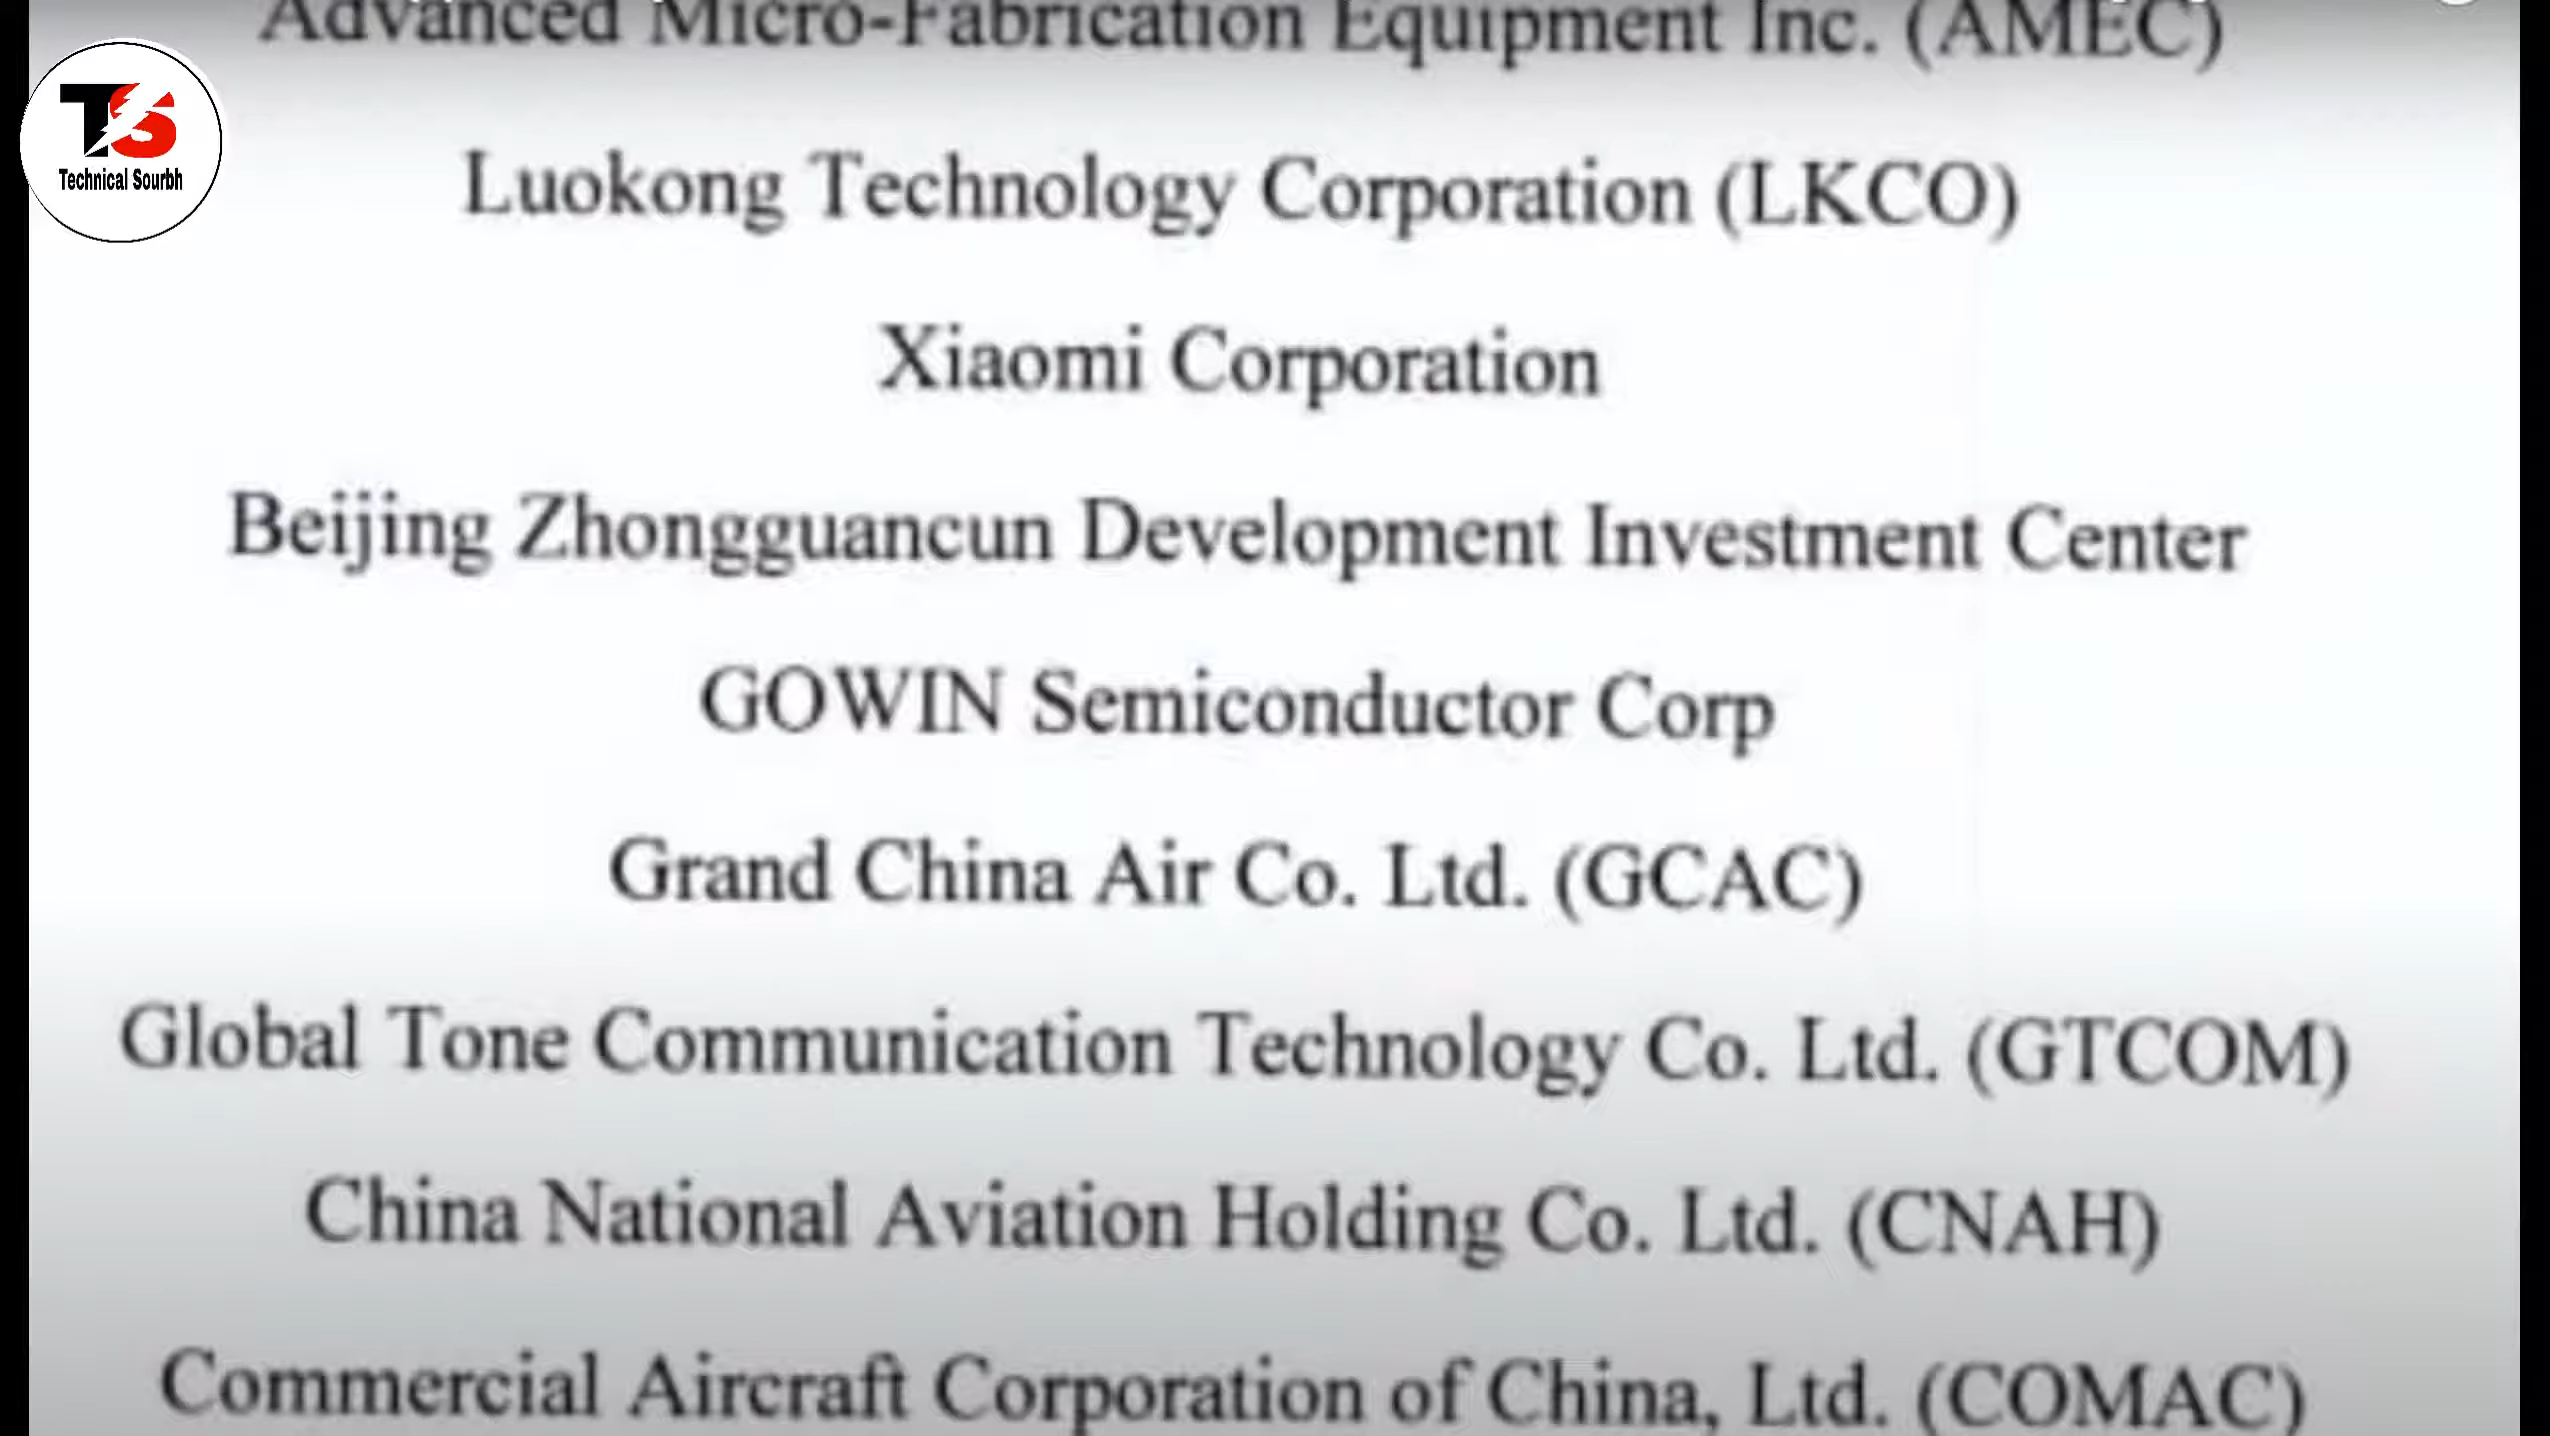 Advanced Micro-Fabrication Equipment Inc. (AMEC)
TS
Technical Sourbh
Luokong Technology Corporation (LKCO)
Xiaomi Corporation
Beijing Zhongguancun Development Investment Center
GOWIN Semiconductor Corp
Grand China Air Co. Ltd. (GCAC)
Global Tone Communication Technology Co. Ltd. (GTCOM)
China National Aviation Holding Co. Ltd. (CNAH)
Commercial Aircraft Corporation of China, Ltd. (COMAC)